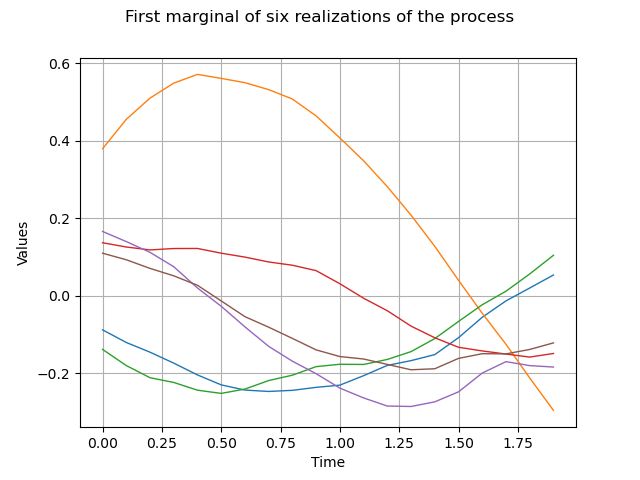 First marginal of six realizations of the process
0.6
0.4
0.2
0.0
−0.2
Values
0.00 0.25 0.50 0.75 1.00 1.25 1.50 1.75
Time